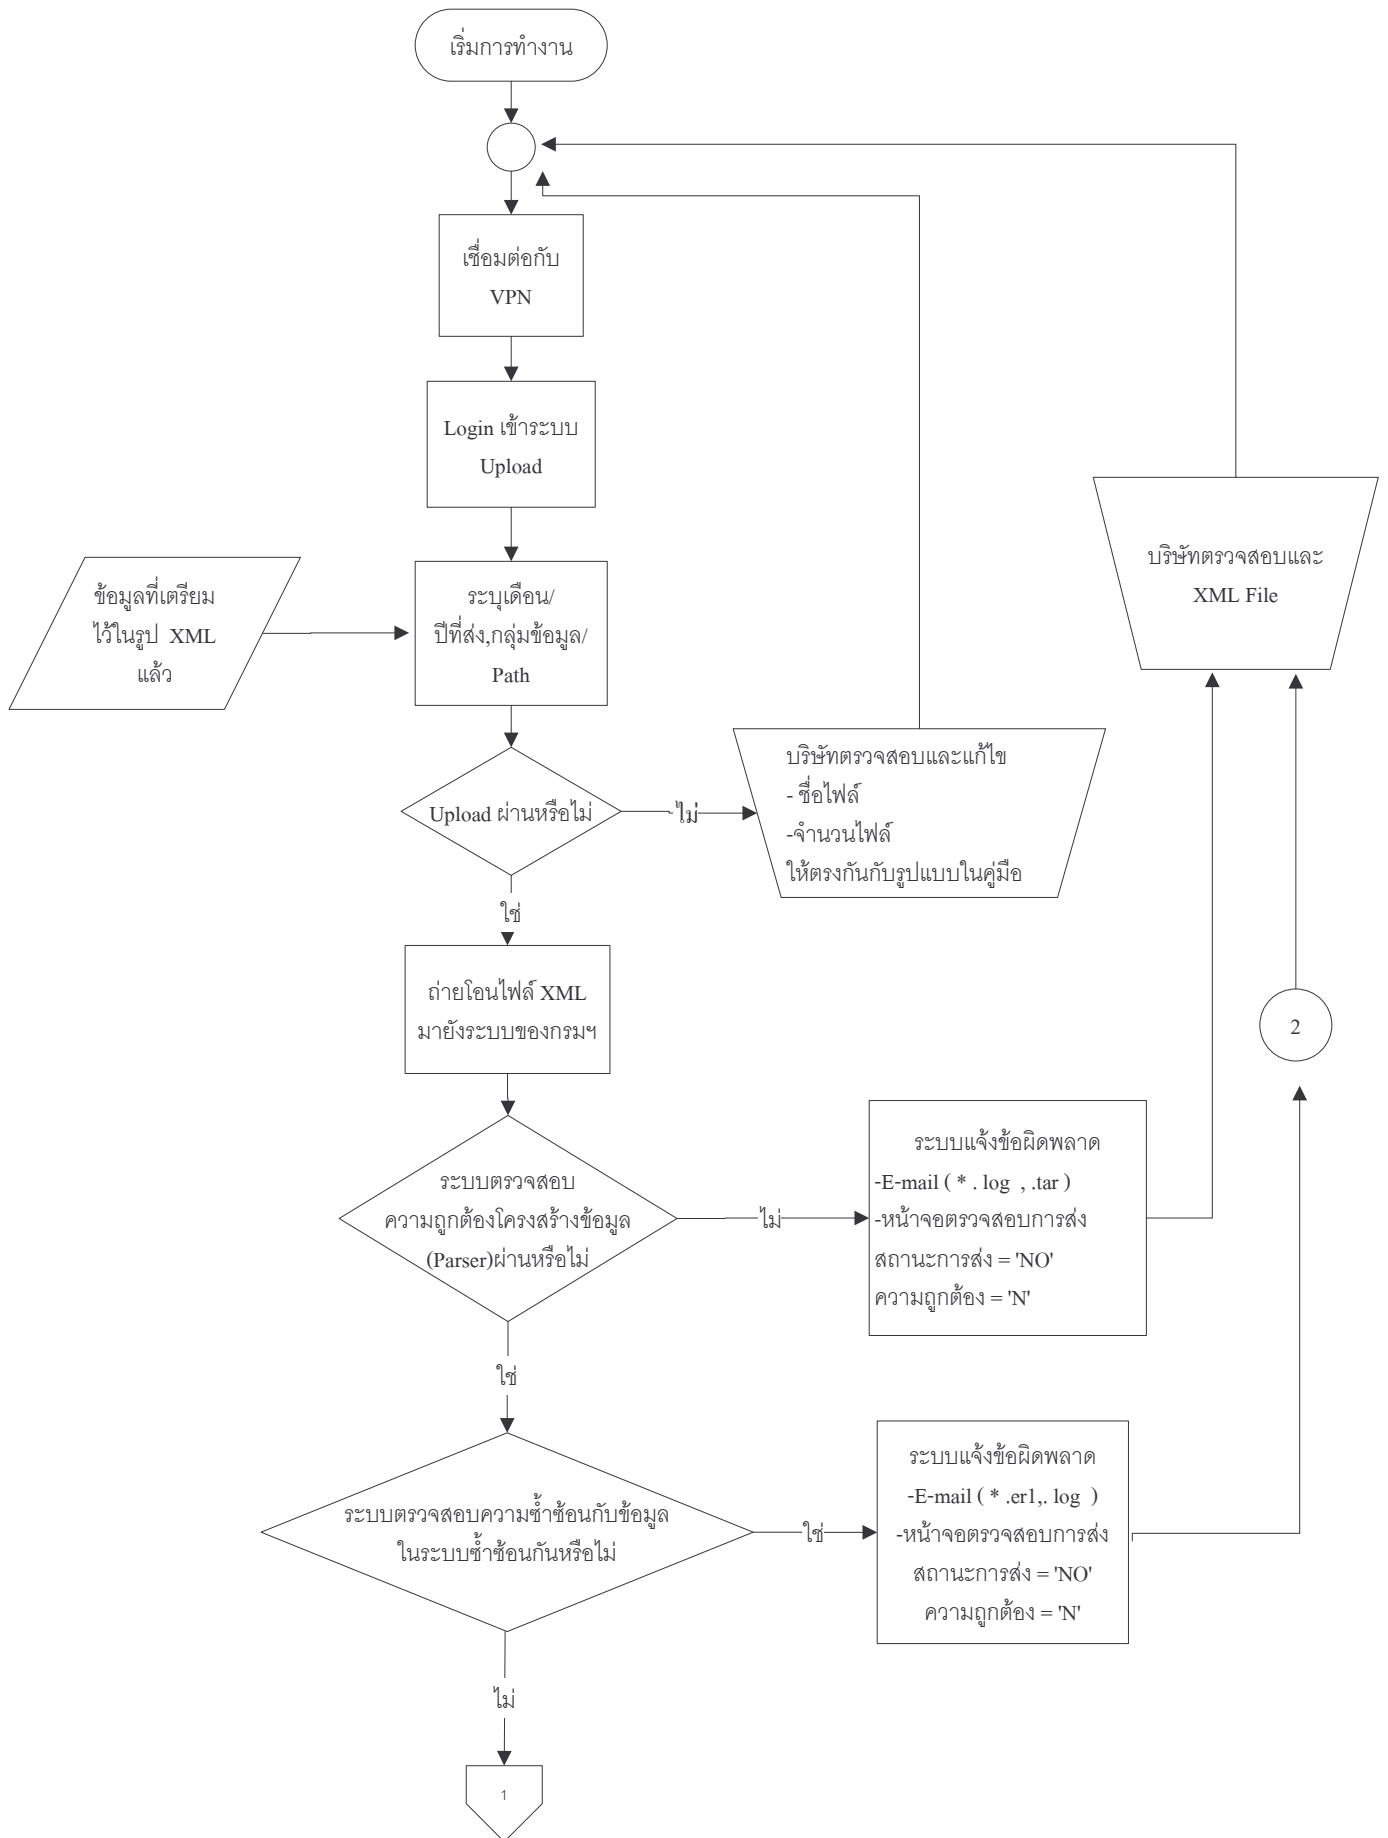 เริ่มการทำงาน
เชื่อมต่อกับ
VPN
Login เข้าระบบ
Upload
ข้อมูลที่เตรียม
ไว้ในรูป XML
แล้ว
ระบุเดือน/
ปีที่ส่ง,กลุ่มข้อมูล/
Path
บริษัทตรวจสอบและ
XML File
Upload ผ่านหรือไม่
ไม่
บริษัทตรวจสอบและแก้ไข
- ชื่อไฟล์
-จำนวนไฟล์
ให้ตรงกันกับรูปแบบในคู่มือ
ใช่
ถ่ายโอนไฟล์ XML
มายังระบบของกรมฯ
2
ระบบตรวจสอบ
ความถูกต้องโครงสร้างข้อมูล
(Parser)ผ่านหรือไม่
ไม่
ระบบแจ้งข้อผิดพลาด
-E-mail ( * . log , .tar )
-หน้าจอตรวจสอบการส่ง
สถานะการส่ง = 'NO'
ความถูกต้อง = 'N'
ใช่
ระบบตรวจสอบความซ้ำซ้อนกับข้อมูล
ในระบบซ้ำซ้อนกันหรือไม่
ใช่
ระบบแจ้งข้อผิดพลาด
-E-mail ( * .er1,. log )
-หน้าจอตรวจสอบการส่ง
สถานะการส่ง = 'NO'
ความถูกต้อง = 'N'
ไม่
1